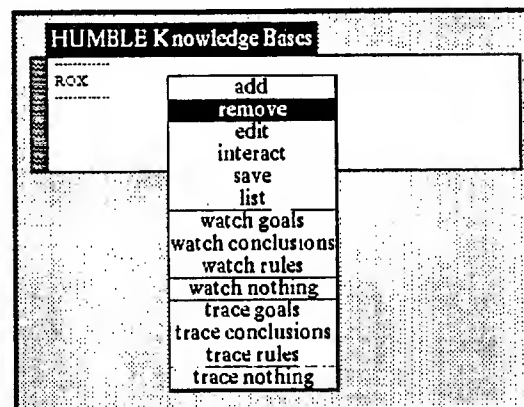 HUMBLE Knowledge Bases
ROX
add
remove
edit
interact
save
list
watch goals
watch conclusions
watch rules
watch nothing
trace goals
trace conclusions
trace rules
trace nothing